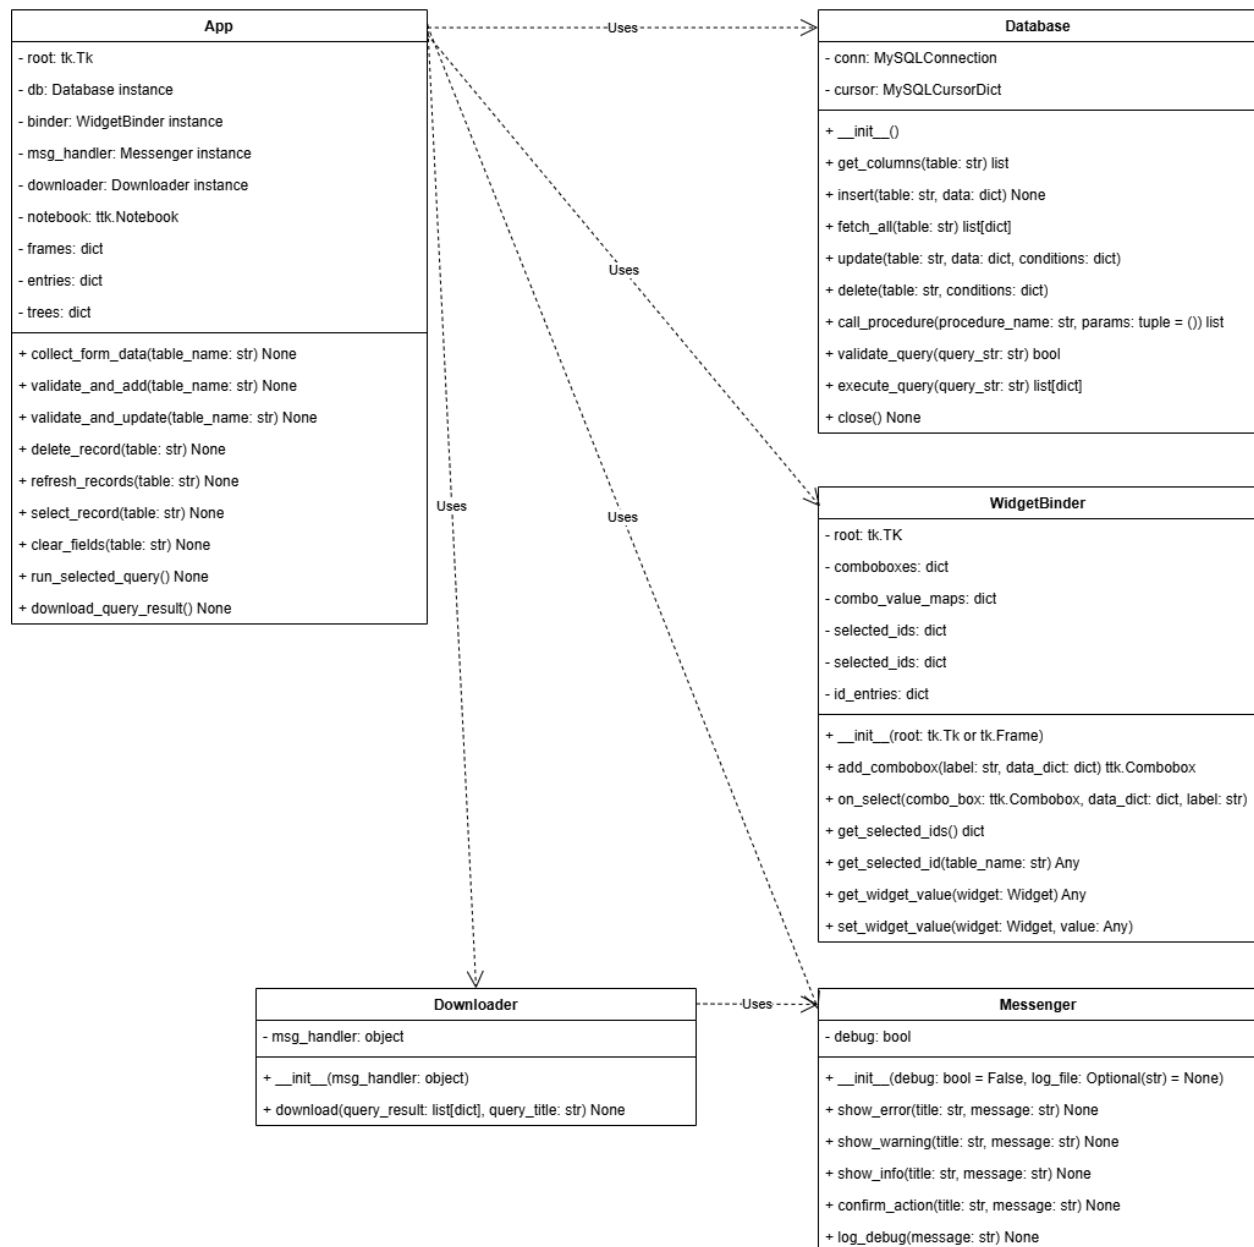 App
- root: tk.Tk
- db: Database instance
- binder: WidgetBinder instance
- msg_handler: Messenger instance
- downloader: Downloader instance
- notebook: ttk.Notebook
- frames: dict
- entries: dict
- trees: dict
+ collect_form_data(table_name: str) None
+ validate_and_add(table_name: str) None
+ validate_and_update(table_name: str) None
+ delete_record(table: str) None
+ refresh_records(table: str) None
+ select_record(table: str) None
+ clear_fields(table: str) None
+ run_selected_query() None
+ download_query_result() None
Uses
Uses
Uses
Uses
Database
- conn: MySQLConnection
- cursor: MySQLCursorDict
+ __init__()
+ get_columns(table: str) list
+ insert(table: str, data: dict) None
+ fetch_all(table: str) list[dict]
+ update(table: str, data: dict, conditions: dict)
+ delete(table: str, conditions: dict)
+ call_procedure(procedure_name: str, params: tuple = ()) list
+ validate_query(query_str: str) bool
+ execute_query(query_str: str) list[dict]
+ close() None
WidgetBinder
- root: tk.TK
- comboboxes: dict
- combo_value_maps: dict
- selected_ids: dict
- selected_ids: dict
- id_entries: dict
+ __init__(root: tk.Tk or tk.Frame)
+ add_combobox(label: str, data_dict: dict) ttk.Combobox
+ on_select(combo_box: ttk.Combobox, data_dict: dict, label: str)
+ get_selected_ids() dict
+ get_selected_id(table_name: str) Any
+ get_widget_value(widget: Widget) Any
+ set_widget_value(widget: Widget, value: Any)
Downloader
- msg_handler: object
+ __init__(msg_handler: object)
+ download(query_result: list[dict], query_title: str) None
Uses
Messenger
- debug: bool
+ __init__(debug: bool = False, log_file: Optional(str) = None)
+ show_error(title: str, message: str) None
+ show_warning(title: str, message: str) None
+ show_info(title: str, message: str) None
+ confirm_action(title: str, message: str) None
+ log_debug(message: str) None